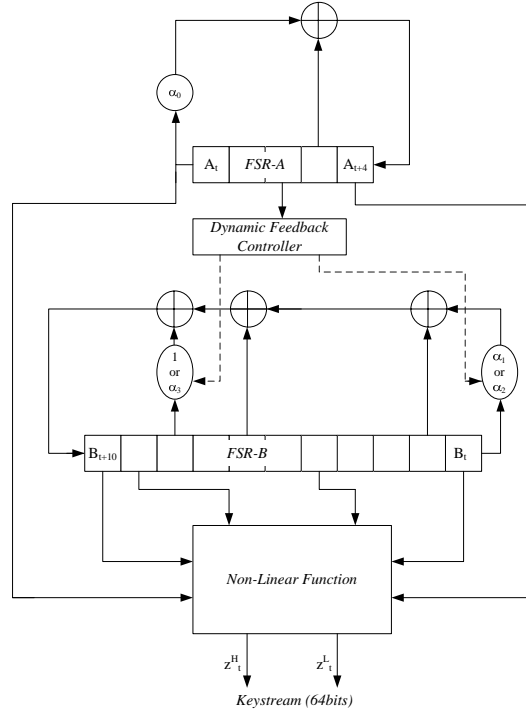 α₀
Aₜ FSR-A Aₜ₊₄
Dynamic Feedback
Controller
1
or
α₃
α₁
or
α₂
Bₜ₊₁₀ FSR-B Bₜ
Non-Linear Function
zᴴₜ zᴸₜ
Keystream (64bits)